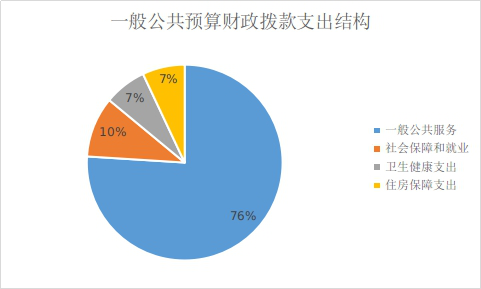 一般公共预算财政拨款支出结构
7%
7%
10%
76%
一般公共服务
社会保障和就业
卫生健康支出
住房保障支出